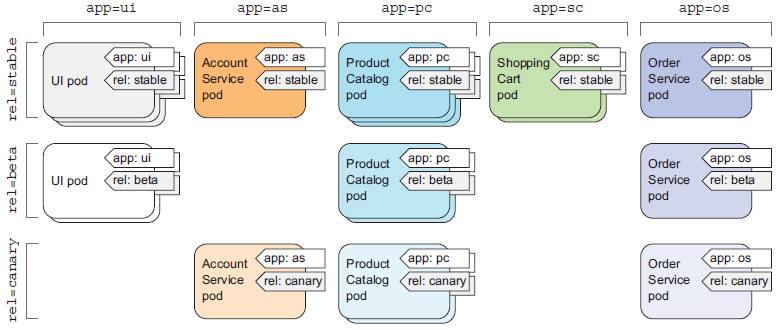 app=ui app=as app=pc app=sc app=os
rel=stable
UI pod
app: ui
rel: stable
Account
Service
pod
app: as
rel: stable
Product
Catalog
pod
app: pc
rel: stable
Shopping
Cart
pod
app: sc
rel: stable
Order
Service
pod
app: os
rel: stable
rel=beta
UI pod
app: ui
rel: beta
Product
Catalog
pod
app: pc
rel: beta
Order
Service
pod
app: os
rel: beta
rel=canary
Account
Service
pod
app: as
rel: canary
Product
Catalog
pod
app: pc
rel: canary
Order
Service
pod
app: os
rel: canary